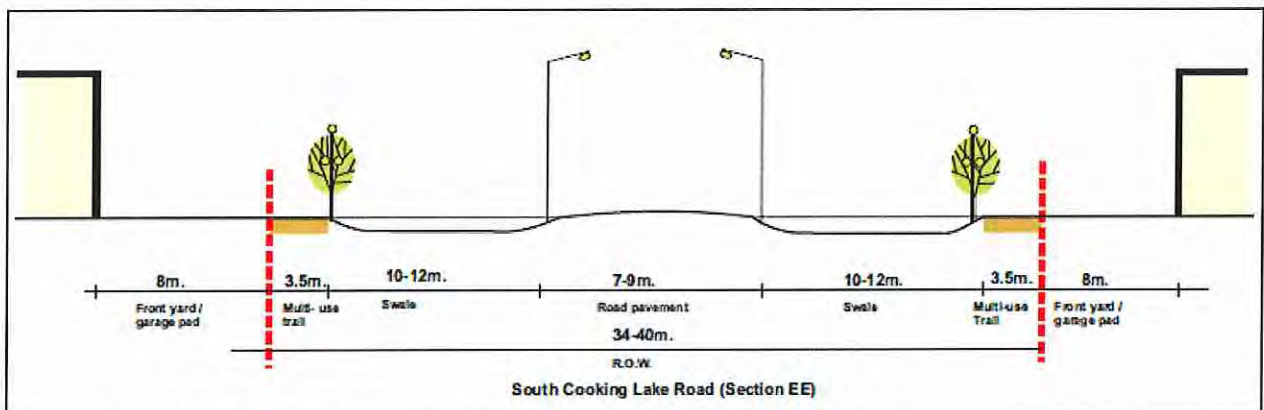 8m. 3.5m. 10-12m. 7-9m. 10-12m. 3.5m. 8m.
Front yard / Multi- use Swale Road pavement Swale Multi-use Front yard /
garage pad trail Trail garage pad
34-40m.
R.O.W.
South Cooking Lake Road (Section EE)